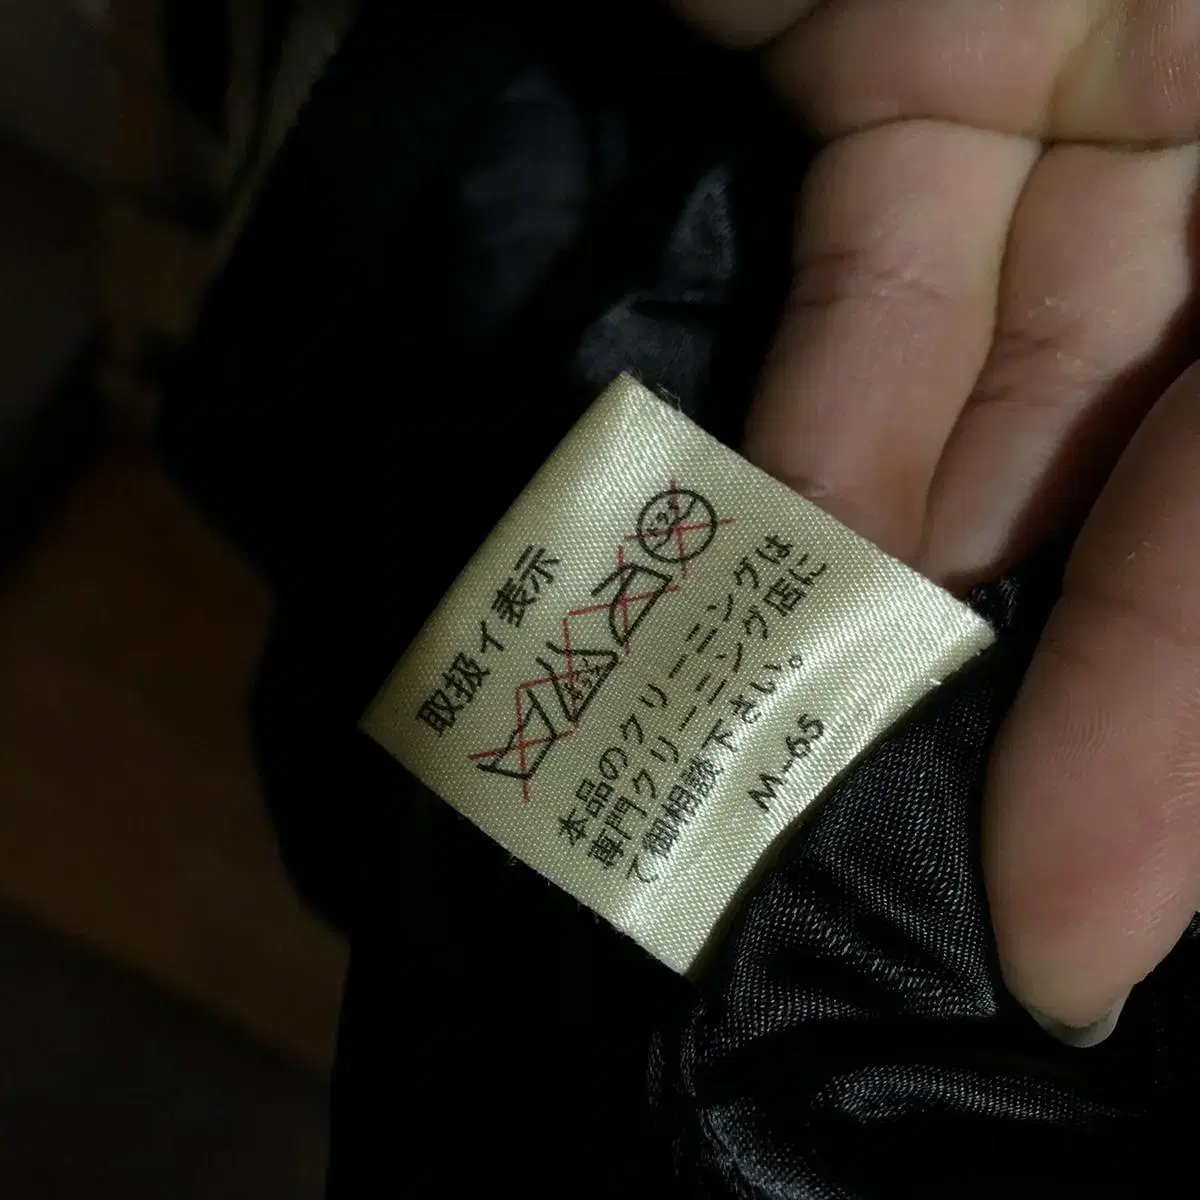 取扱イ表示
本品のクリーニングは
専門クリーニング店に
て御相談下さい。
M-65